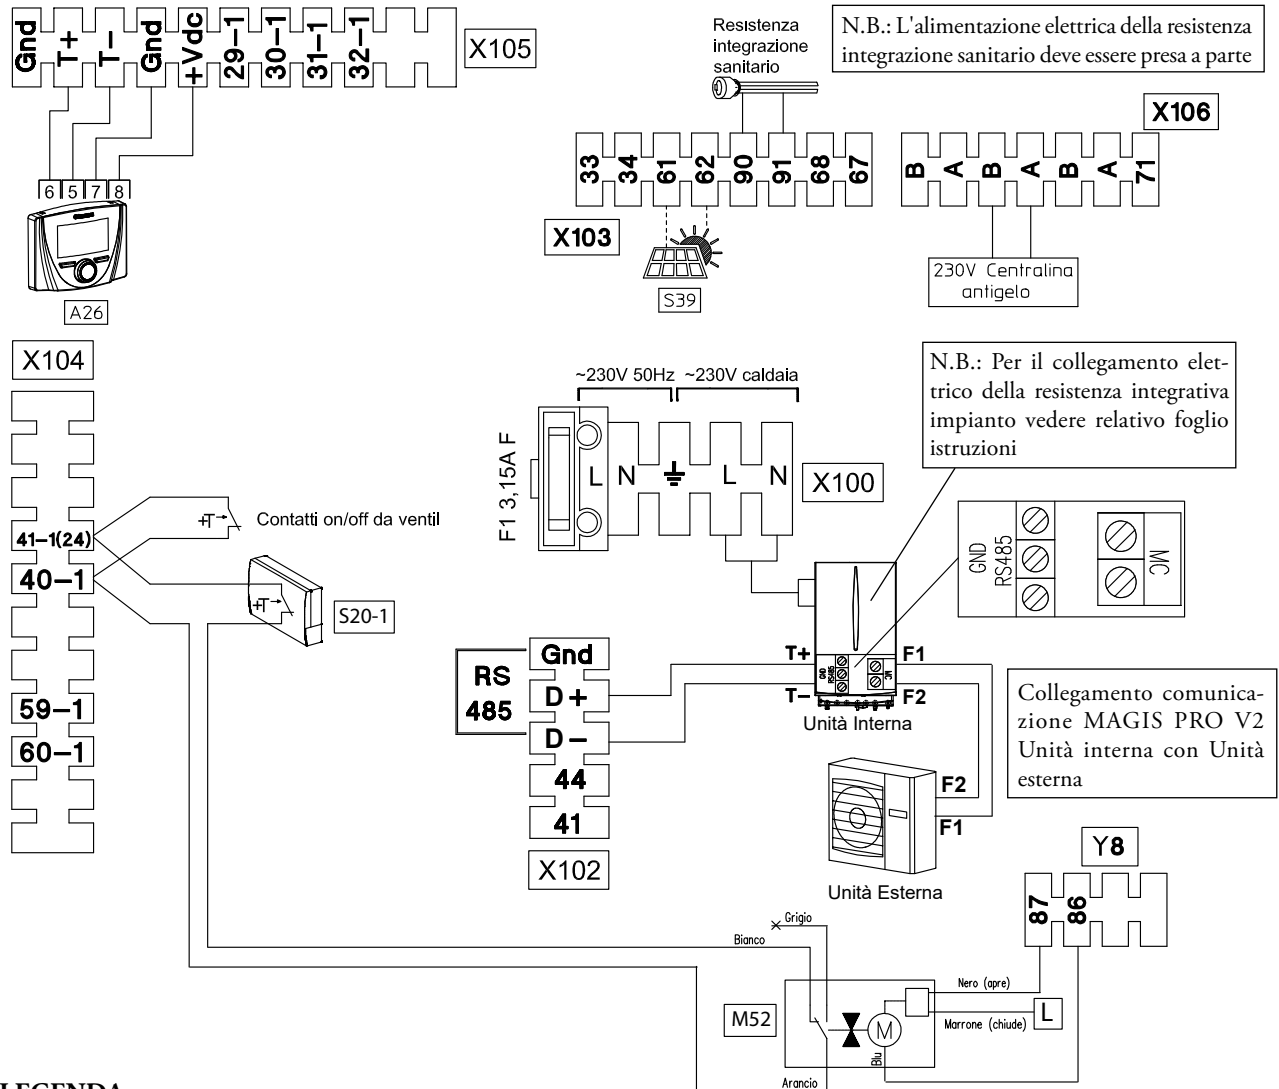 Gnd T+ T− Gnd +Vdc 29−1 30−1 31−1 32−1
X105
6 5 7 8
A26
Resistenza
integrazione
sanitario
N.B.: L'alimentazione elettrica della resistenza
integrazione sanitario deve essere presa a parte
X106
33 34 61 62 90 91 68 67
B A B A B A 71
X103
S39
230V Centralina
antigelo
X104
41−1(24)
40−1
59−1
60−1
+T
Contatti on/off da ventil
+T
S20-1
~230V 50Hz ~230V caldaia
F1 3,15A F
L N L N
X100
N.B.: Per il collegamento elet-
trico della resistenza integrativa
impianto vedere relativo foglio
istruzioni
GND
RS485
MC
RS
485
Gnd
D+
D−
44
41
X102
T+
T−
GND
RS485
MC
F1
F2
Unità Interna
Collegamento comunica-
zione MAGIS PRO V2
Unità interna con Unità
esterna
F2
F1
Unità Esterna
Y8
87 86
Grigio
Bianco
Nero (apre)
Marrone (chiude)
L
M52
M
Blu
Arancio
LEGENDA